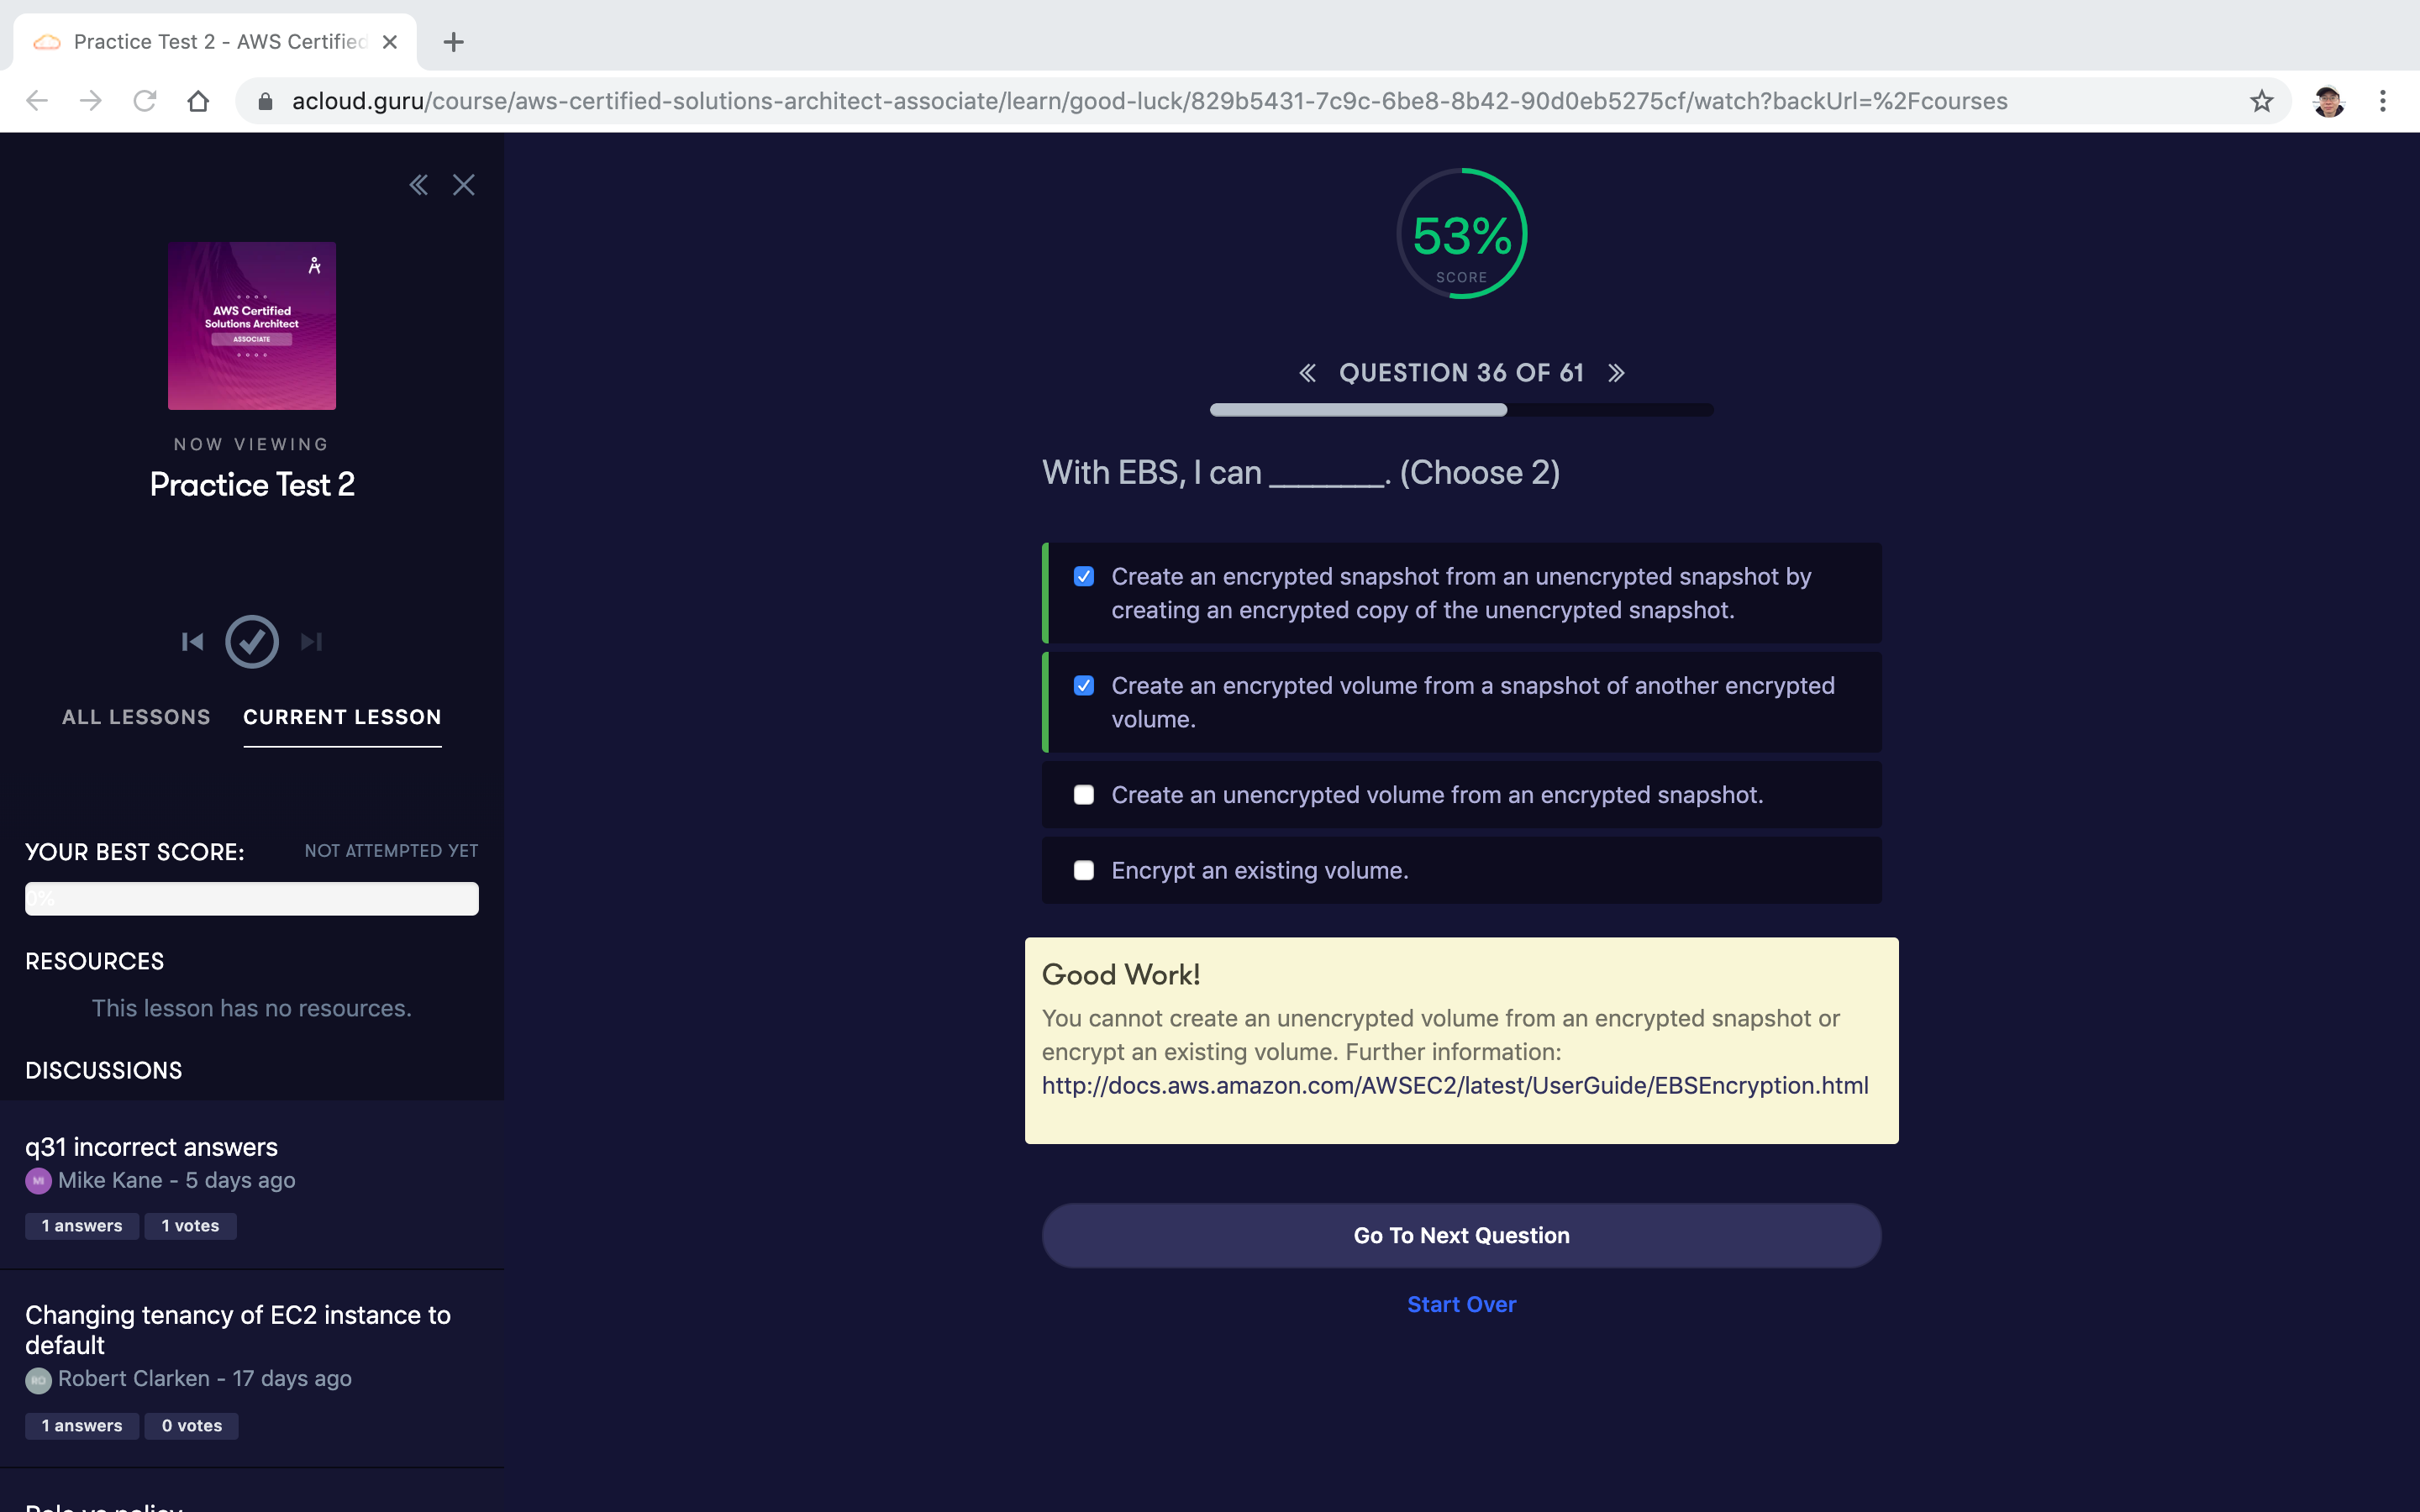 Practice Test 2 - AWS Certified
acloud.guru/course/aws-certified-solutions-architect-associate/learn/good-luck/829b5431-7c9c-6be8-8b42-90d0eb5275cf/watch?backUrl=%2Fcourses
AWS Certified
Solutions Architect
ASSOCIATE
NOW VIEWING
Practice Test 2
ALL LESSONS
CURRENT LESSON
YOUR BEST SCORE:
NOT ATTEMPTED YET
0%
RESOURCES
This lesson has no resources.
DISCUSSIONS
q31 incorrect answers
MI
Mike Kane - 5 days ago
1 answers
1 votes
Changing tenancy of EC2 instance to
default
RO
Robert Clarken - 17 days ago
1 answers
0 votes
Role vs policy
53%
SCORE
QUESTION 36 OF 61
With EBS, I can ________. (Choose 2)
Create an encrypted snapshot from an unencrypted snapshot by
creating an encrypted copy of the unencrypted snapshot.
Create an encrypted volume from a snapshot of another encrypted
volume.
Create an unencrypted volume from an encrypted snapshot.
Encrypt an existing volume.
Good Work!
You cannot create an unencrypted volume from an encrypted snapshot or
encrypt an existing volume. Further information:
http://docs.aws.amazon.com/AWSEC2/latest/UserGuide/EBSEncryption.html
Go To Next Question
Start Over